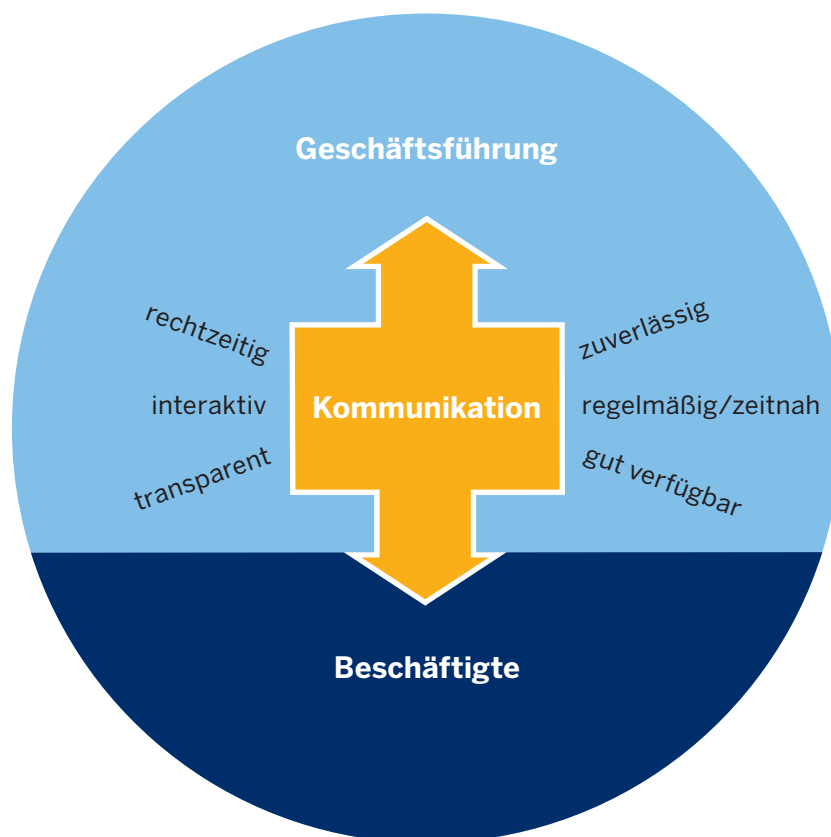 Geschäftsführung
rechtzeitig
interaktiv
transparent
Kommunikation
zuverlässig
regelmäßig/zeitnah
gut verfügbar
Beschäftigte